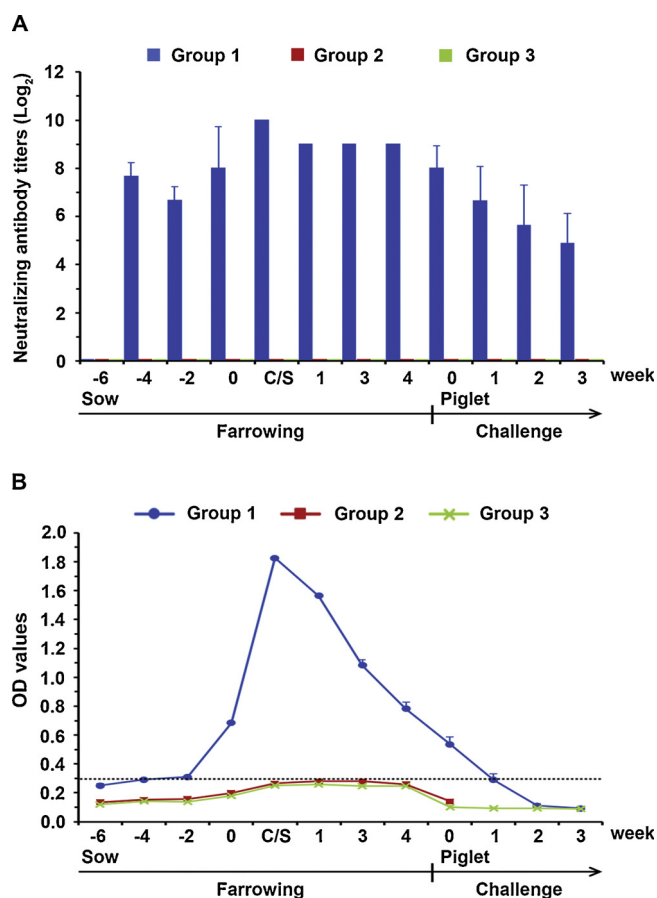 A
Group 1 Group 2 Group 3
Neutralizing antibody titers (Log2)
12
10
8
6
4
2
0
-6 -4 -2 0 C/S 1 3 4 0 1 2 3 week
Sow Piglet
Farrowing Challenge
B
Group 1 Group 2 Group 3
OD values
2.0
1.8
1.6
1.4
1.2
1.0
0.8
0.6
0.4
0.2
0.0
-6 -4 -2 0 C/S 1 3 4 0 1 2 3 week
Sow Piglet
Farrowing Challenge